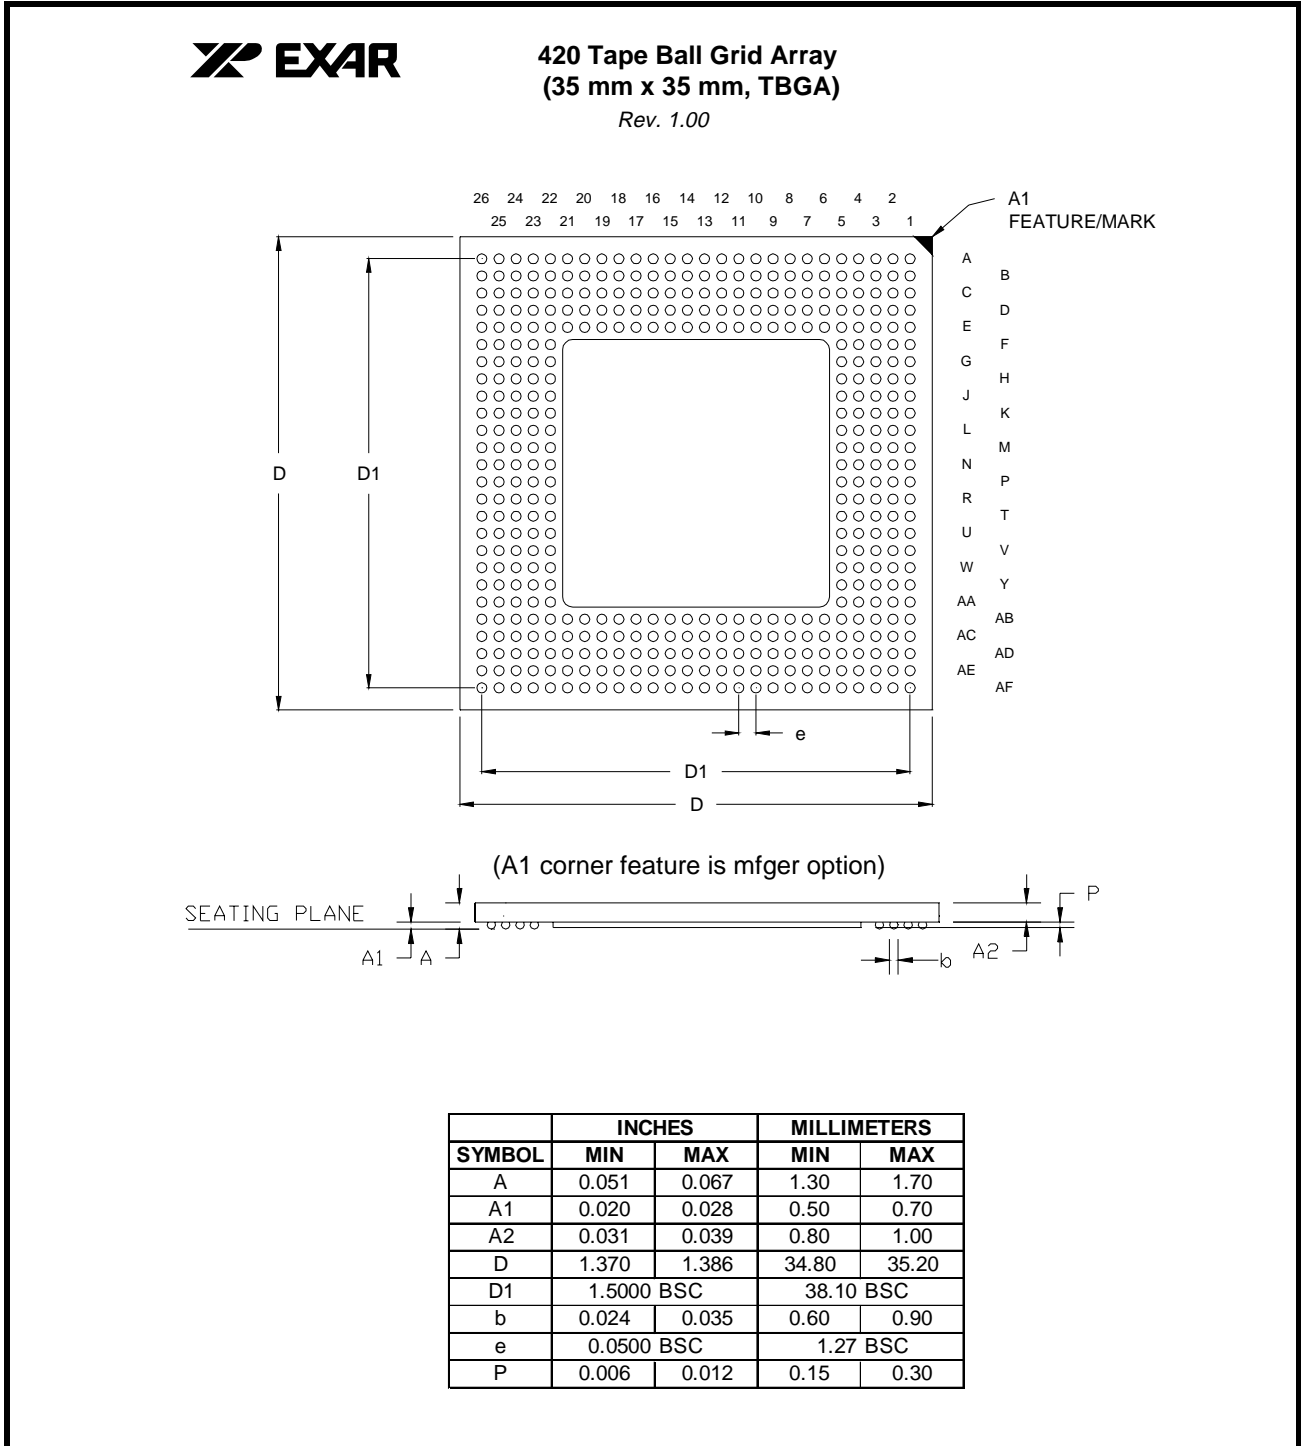 EXAR
420 Tape Ball Grid Array
(35 mm x 35 mm, TBGA)
Rev. 1.00
26 24 22 20 18 16 14 12 10 8 6 4 2
25 23 21 19 17 15 13 11 9 7 5 3 1
A1
FEATURE/MARK
A
B
C
D
E
F
G
H
J
K
L
M
N
P
R
T
U
V
W
Y
AA
AB
AC
AD
AE
AF
D
D1
e
D1
D
(A1 corner feature is mfger option)
SEATING PLANE
A1
A
b
A2
P
INCHES MILLIMETERS
SYMBOL MIN MAX MIN MAX
A 0.051 0.067 1.30 1.70
A1 0.020 0.028 0.50 0.70
A2 0.031 0.039 0.80 1.00
D 1.370 1.386 34.80 35.20
D1 1.5000 BSC 38.10 BSC
b 0.024 0.035 0.60 0.90
e 0.0500 BSC 1.27 BSC
P 0.006 0.012 0.15 0.30